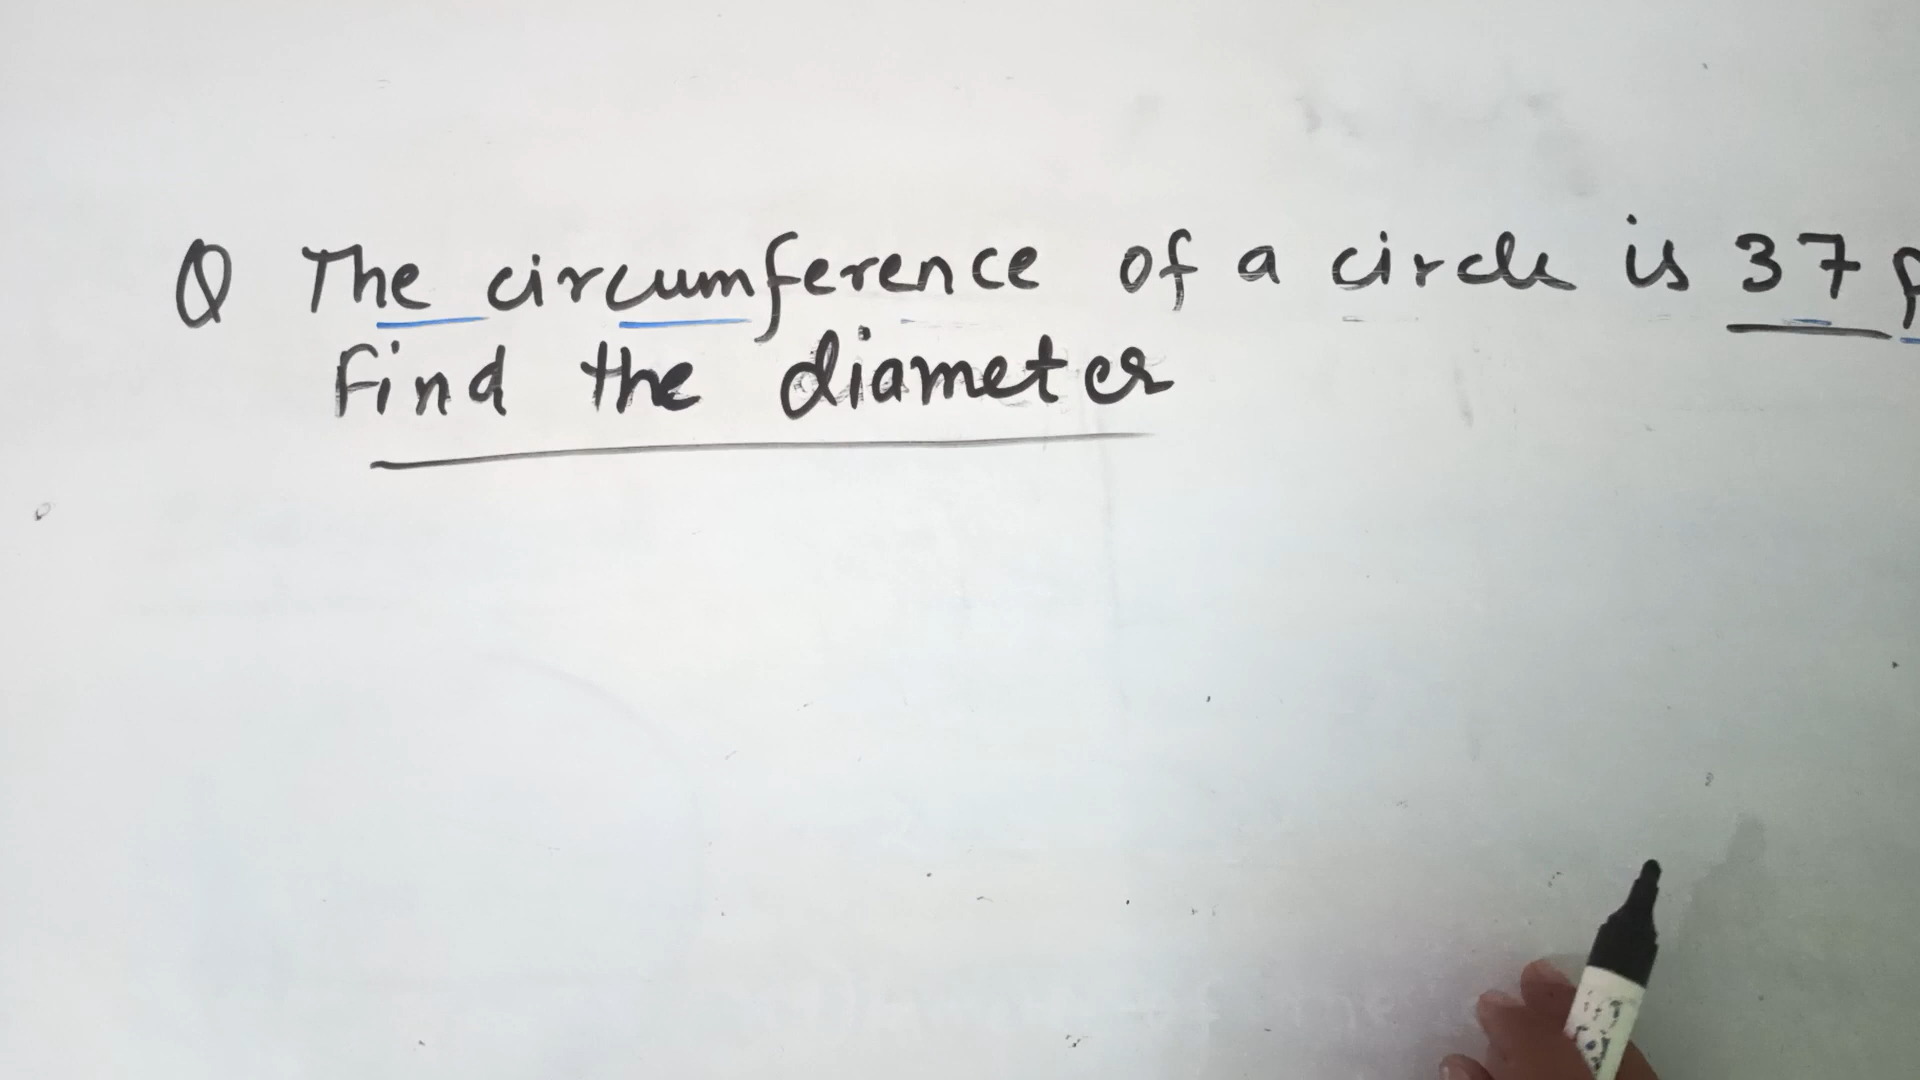 Q The circumference of a circle is 37
Find the diameter